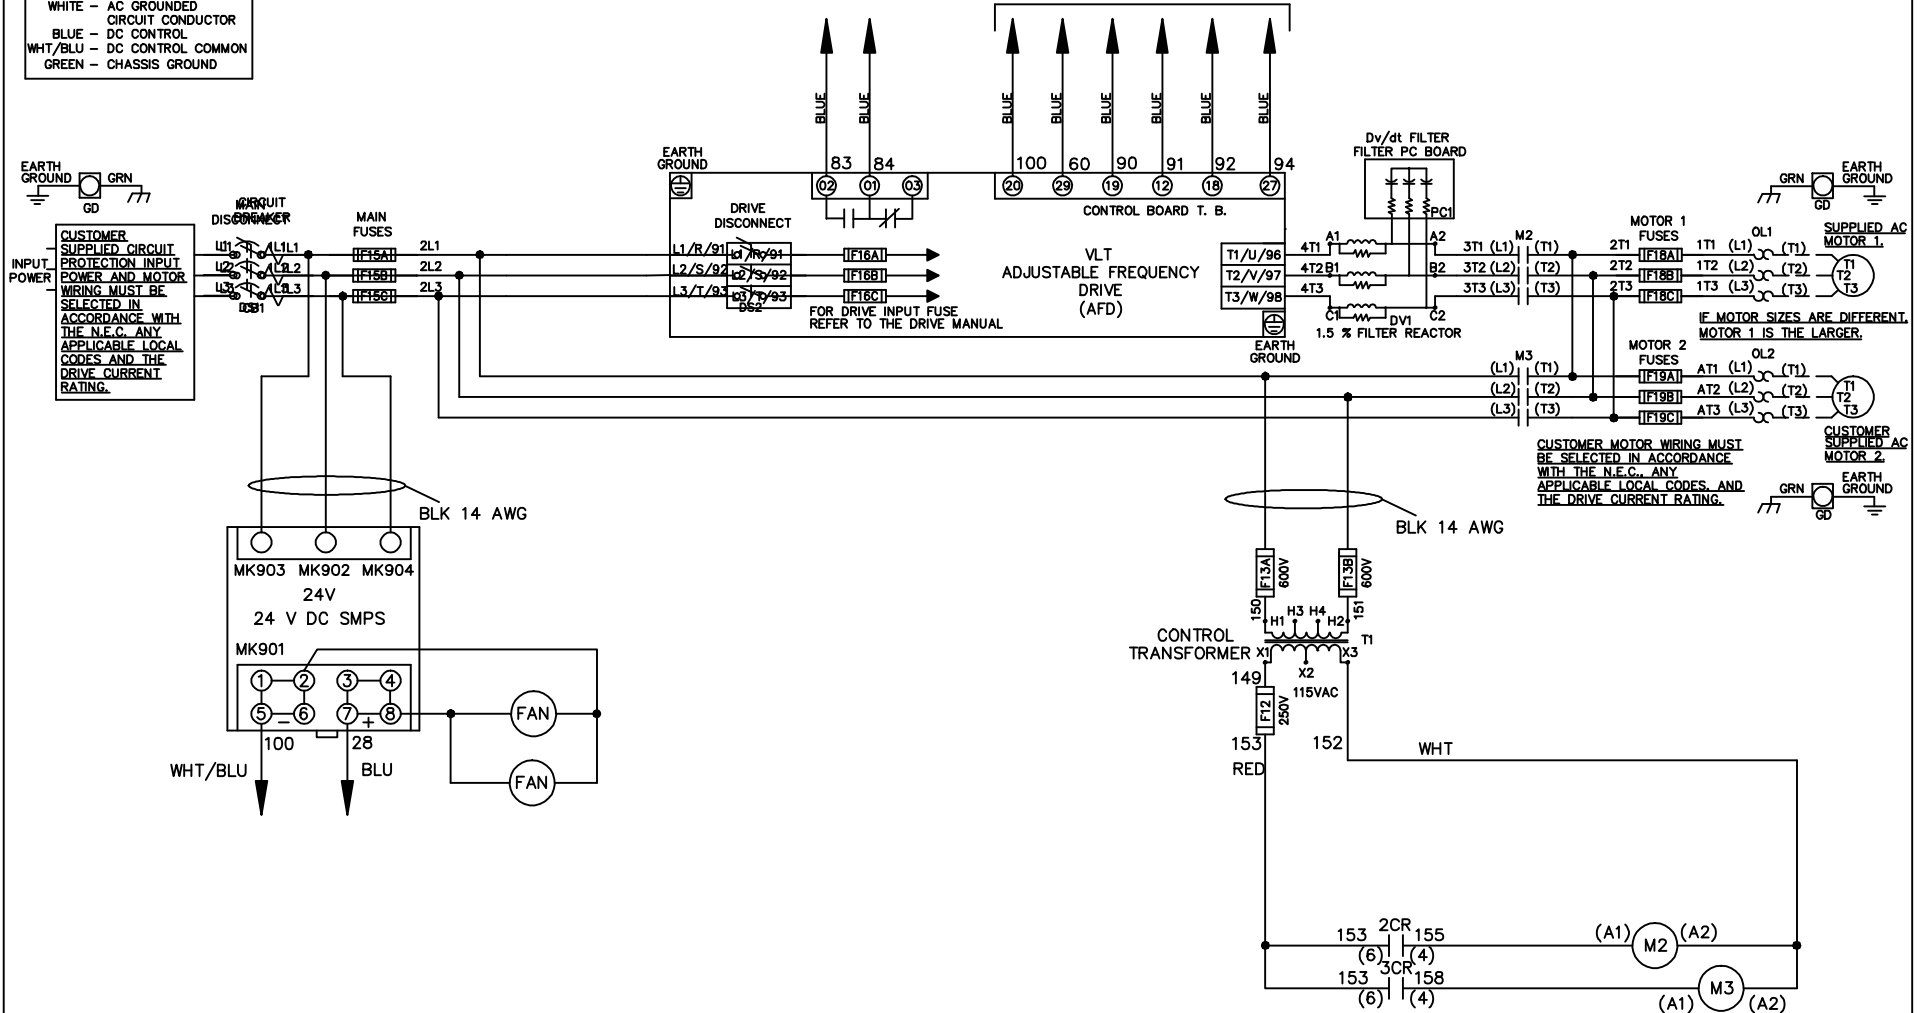 WHITE – AC GROUNDED
CIRCUIT CONDUCTOR
BLUE – DC CONTROL
WHT/BLU – DC CONTROL COMMON
GREEN – CHASSIS GROUND
BLUE
BLUE
BLUE
BLUE
BLUE
BLUE
BLUE
BLUE
83
84
100
60
90
91
92
94
02
01
03
20
29
19
12
18
27
CONTROL BOARD T. B.
EARTH
GROUND
GRN
GD
EARTH
GROUND
Dv/dt FILTER
FILTER PC BOARD
PC1
GRN
EARTH
GROUND
GD
CUSTOMER
SUPPLIED CIRCUIT
PROTECTION INPUT
POWER AND MOTOR
WIRING MUST BE
SELECTED IN
ACCORDANCE WITH
THE N.E.C. ANY
APPLICABLE LOCAL
CODES AND THE
DRIVE CURRENT
RATING.
INPUT
POWER
MAIN
DISCONNECT
CIRCUIT
BREAKER
CB1
MAIN
FUSES
F15A
F15B
F15C
2L1
2L2
2L3
L1/R/91
L2/S/92
L3/T/93
DRIVE
DISCONNECT
DS2
F16A
F16B
F16C
FOR DRIVE INPUT FUSE
REFER TO THE DRIVE MANUAL
VLT
ADJUSTABLE FREQUENCY
DRIVE
(AFD)
T1/U/96
T2/V/97
T3/W/98
EARTH
GROUND
4T1
4T2
4T3
A1
B1
C1
A2
B2
C2
DV1
1.5 % FILTER REACTOR
3T1 (L1)
3T2 (L2)
3T3 (L3)
M2
(T1)
(T2)
(T3)
2T1
2T2
2T3
MOTOR 1
FUSES
F18A
F18B
F18C
1T1 (L1)
1T2 (L2)
1T3 (L3)
OL1
(T1)
(T2)
(T3)
SUPPLIED AC
MOTOR 1.
T1
T2
T3
IF MOTOR SIZES ARE DIFFERENT,
MOTOR 1 IS THE LARGER.
M3
(L1)
(L2)
(L3)
(T1)
(T2)
(T3)
MOTOR 2
FUSES
F19A
F19B
F19C
AT1 (L1)
AT2 (L2)
AT3 (L3)
OL2
(T1)
(T2)
(T3)
T1
T2
T3
CUSTOMER
SUPPLIED AC
MOTOR 2.
CUSTOMER MOTOR WIRING MUST
BE SELECTED IN ACCORDANCE
WITH THE N.E.C., ANY
APPLICABLE LOCAL CODES, AND
THE DRIVE CURRENT RATING.
GRN
EARTH
GROUND
GD
BLK 14 AWG
BLK 14 AWG
MK903 MK902 MK904
24V
24 V DC SMPS
MK901
1
2
3
4
5
–
6
7
+
8
100
28
WHT/BLU
BLU
FAN
FAN
F13A
600V
F13B
600V
150
151
H1
H3
H4
H2
T1
CONTROL
TRANSFORMER
X1
X2
X3
115VAC
149
F12
250V
153
RED
152
WHT
2CR
153
155
(6)
(4)
(A1)
M2
(A2)
3CR
153
158
(6)
(4)
M3
(A1)
(A2)